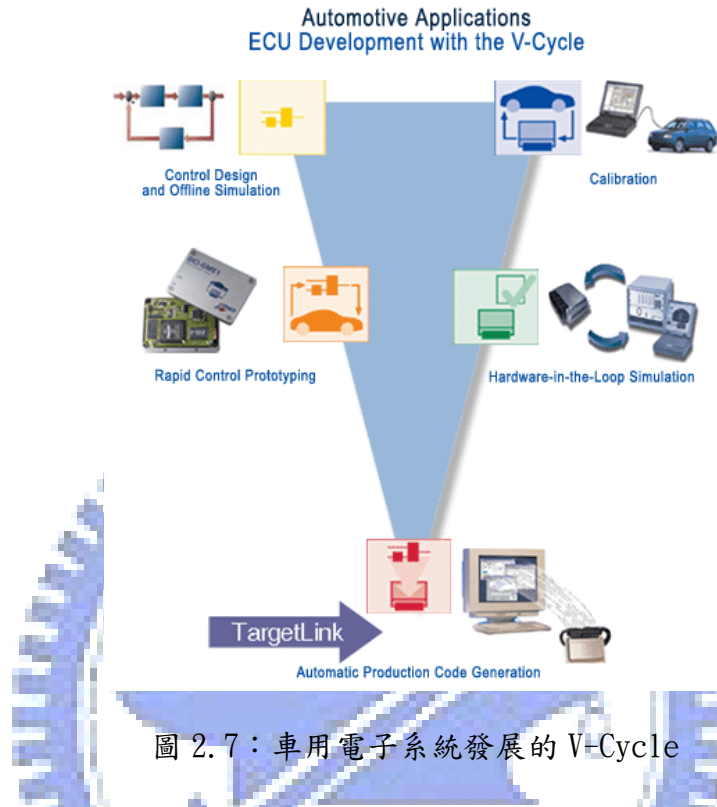 Automotive Applications
ECU Development with the V-Cycle
Control Design
and Offline Simulation
Calibration
Rapid Control Prototyping
Hardware-in-the-Loop Simulation
TargetLink
Automatic Production Code Generation
圖 2.7：車用電子系統發展的 V-Cycle